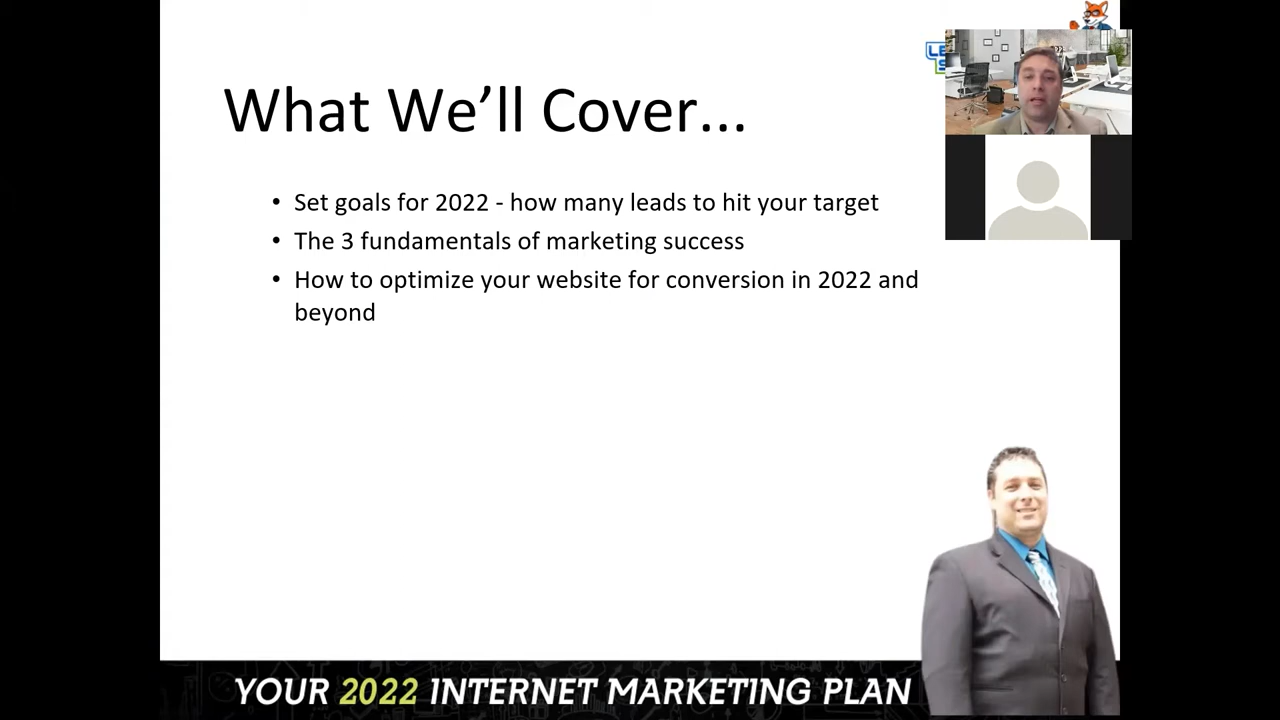 What We’ll Cover...
• Set goals for 2022 - how many leads to hit your target
• The 3 fundamentals of marketing success
• How to optimize your website for conversion in 2022 and
beyond
YOUR 2022 INTERNET MARKETING PLAN